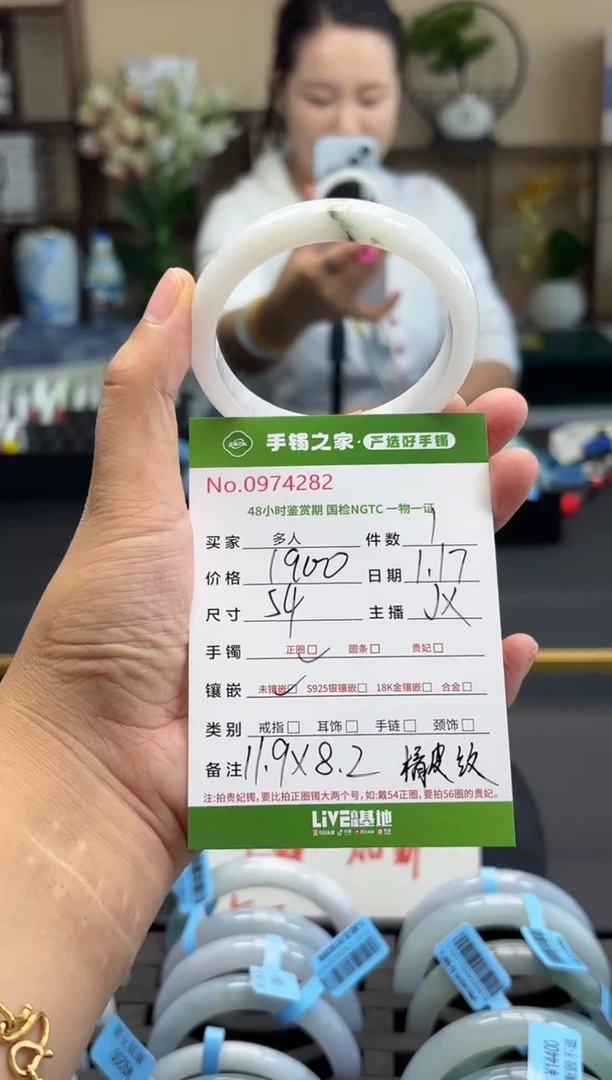 手镯之家·严选好手镯
No.0974282
48小时鉴赏期 国检NGTC 一物一证
买家 多人 件数 1
价格 1900 日期 1.17
尺寸 54 主播 JX
手镯 正圈□ 圆条□ 贵妃□
镶嵌 未镶嵌□ S925银镶嵌□ 18K金镶嵌□ 合金□
类别 戒指□ 耳饰□ 手链□ 颈饰□
备注 11.9X8.2 橘皮纹
注:拍贵妃镯,要比拍正圈镯大两个号,如:戴54正圈,要拍56圈的贵妃。
LIVE基地